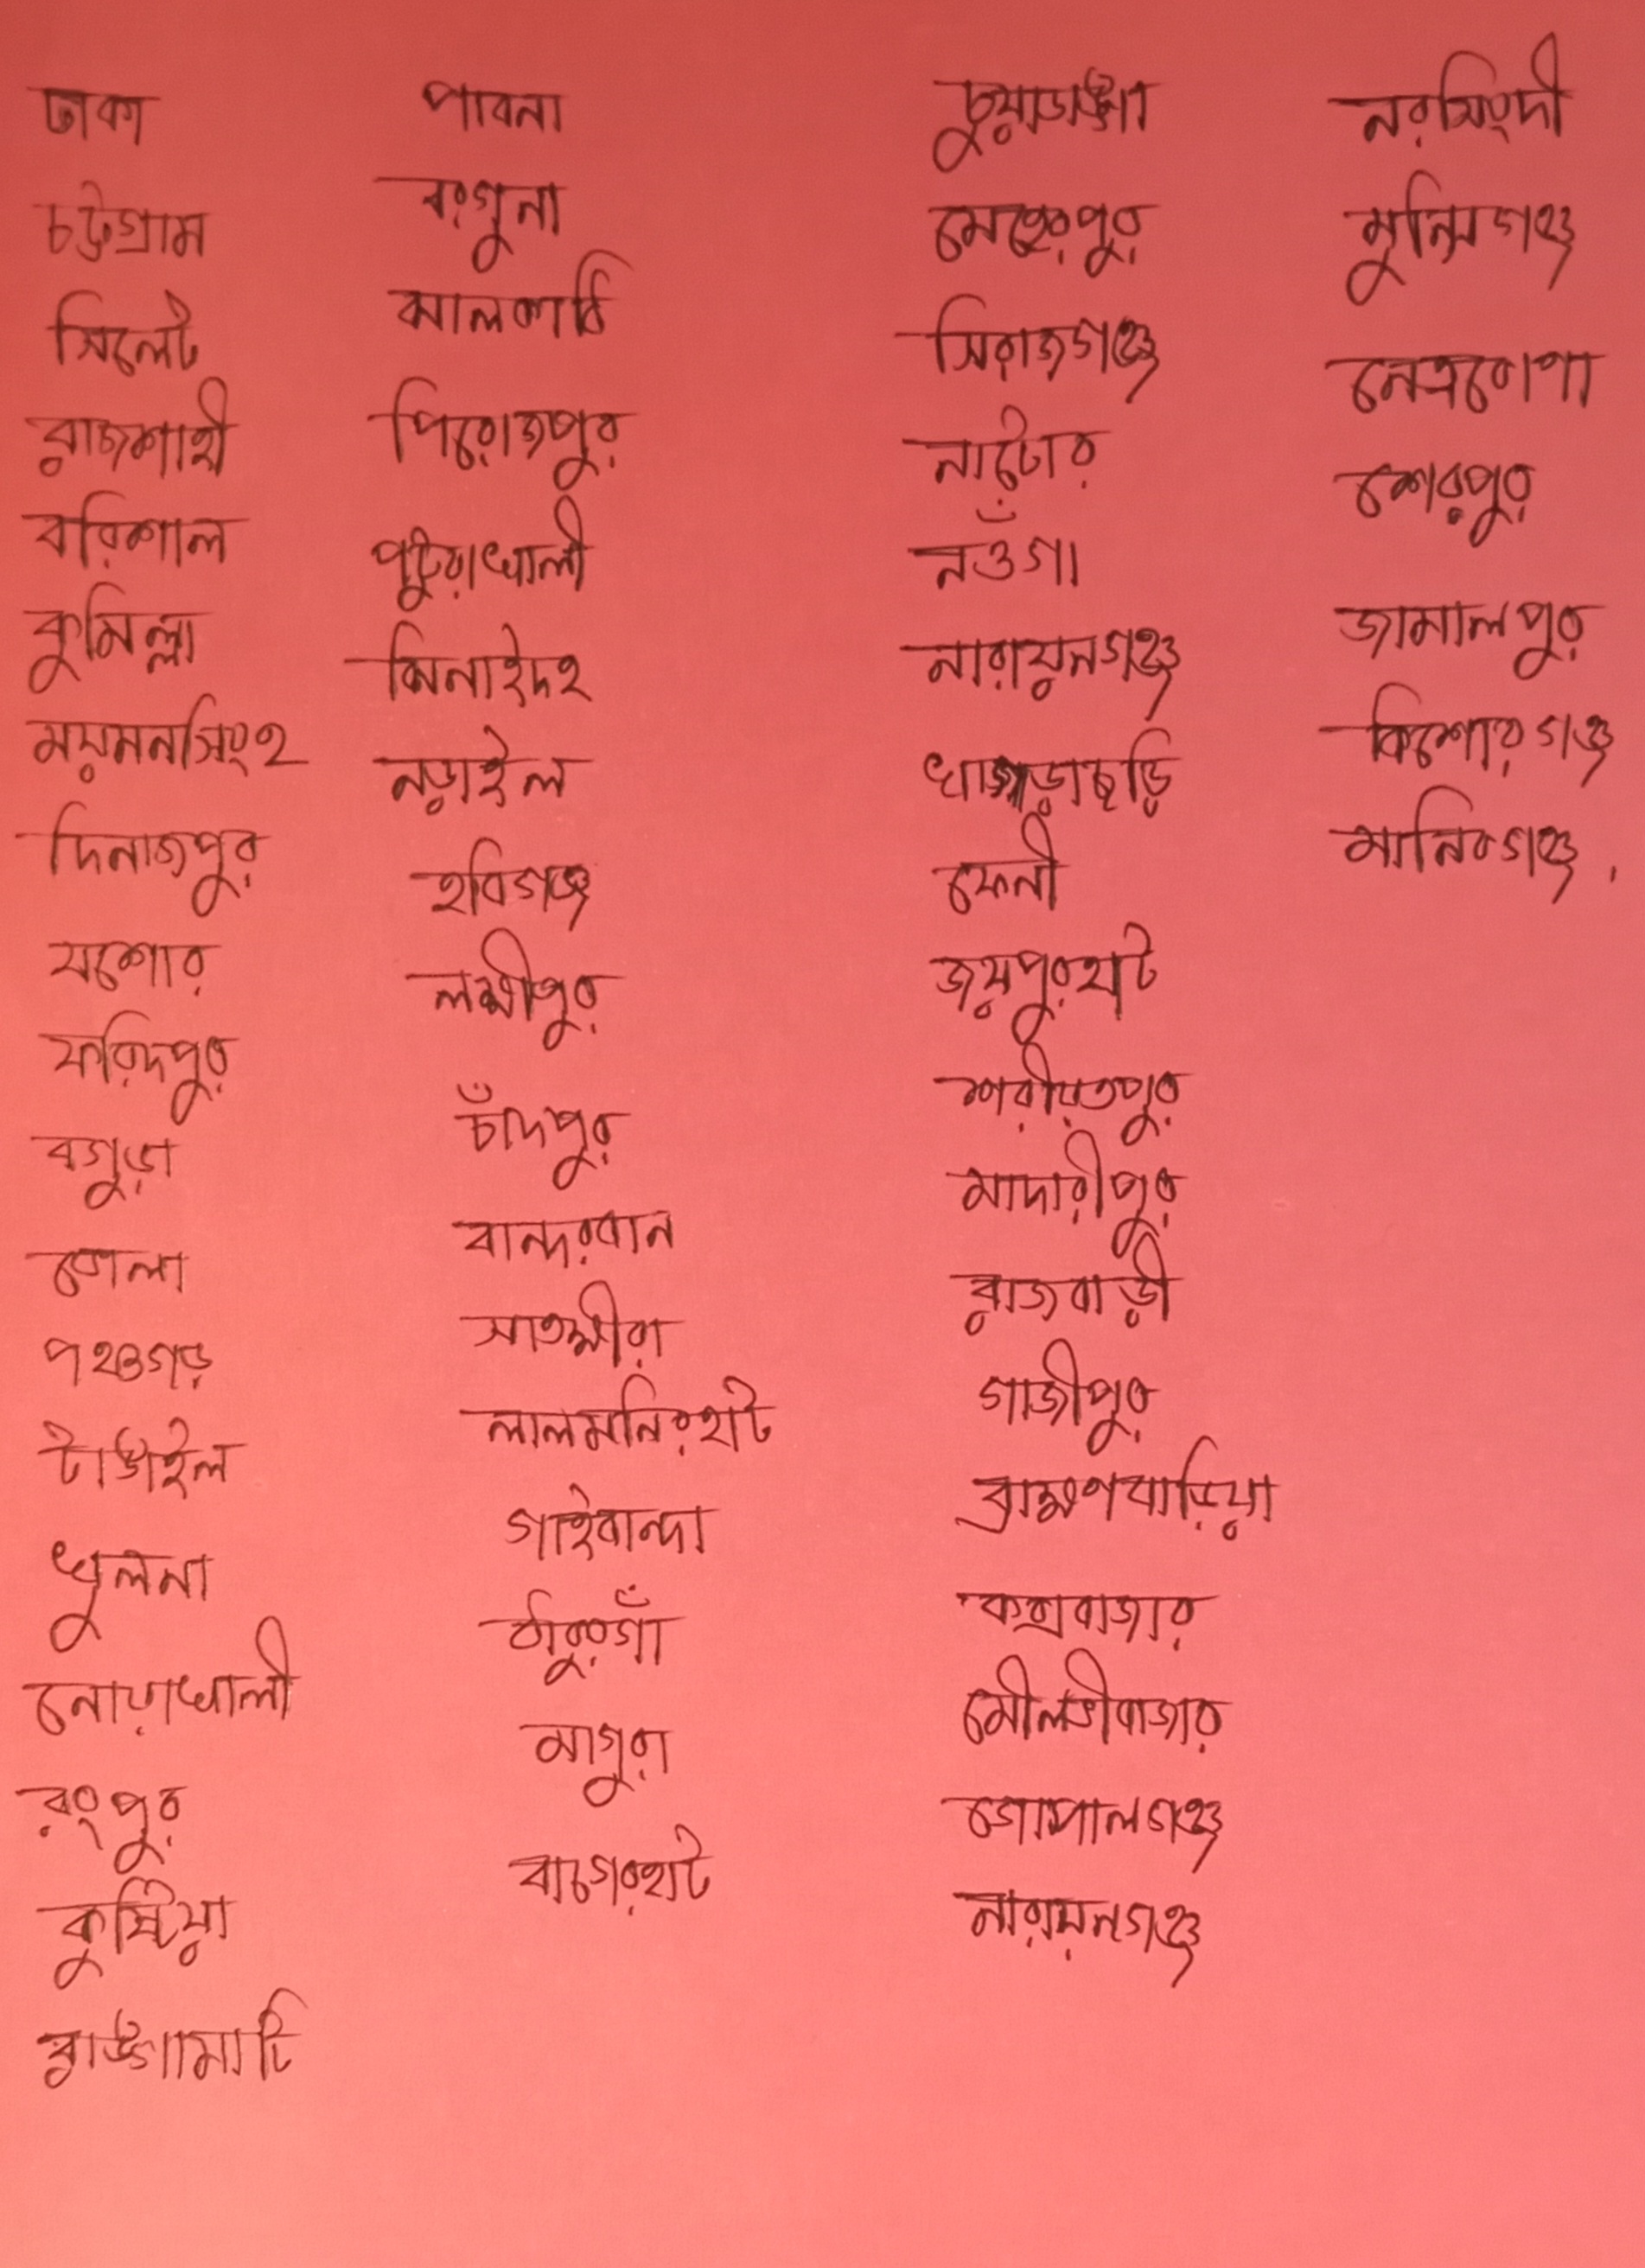 ঢাকা
চট্টগ্রাম
সিলেট
রাজশাহী
বরিশাল
কুমিল্লা
ময়মনসিংহ
দিনাজপুর
যশোর
ফরিদপুর
বগুড়া
ভোলা
পঞ্চগড়
টাঙাইল
খুলনা
নোয়াখালী
রংপুর
কুষ্টিয়া
রাঙ্গামাটি
পাবনা
বরগুনা
ঝালকাঠি
পিরোজপুর
পটুয়াখালী
ঝিনাইদহ
নড়াইল
হবিগঞ্জ
লক্ষ্মীপুর
চাঁদপুর
বান্দরবান
সাতক্ষীরা
লালমনিরহাট
গাইবান্দা
ঠাকুরগাঁ
মাগুরা
বাগেরহাট
চুয়াডাঙ্গা
মেহেরপুর
সিরাজগঞ্জ
নাটোর
নওঁগা
নারায়নগঞ্জ
খাগড়াছড়ি
ফেনী
জয়পুরহাট
শরীয়তপুর
মাদারীপুর
রাজবাড়ী
গাজীপুর
ব্রাহ্মণবাড়িয়া
কক্সবাজার
মৌলভীবাজার
গোপালগঞ্জ
নারায়নগঞ্জ
নরসিংদী
মুন্সিগঞ্জ
নেত্রকোণা
শেরপুর
জামালপুর
কিশোরগঞ্জ
মানিকগঞ্জ,